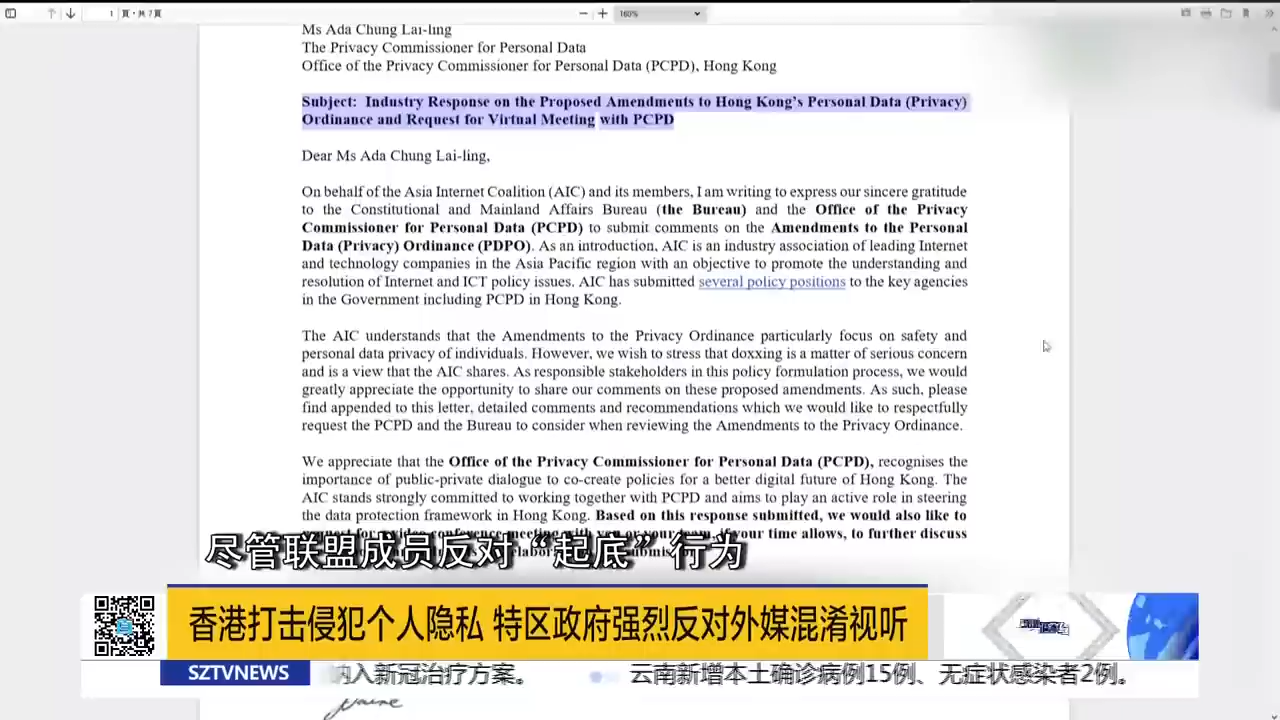 1 页,共 7 页
160%
Ms Ada Chung Lai-ling
The Privacy Commissioner for Personal Data
Office of the Privacy Commissioner for Personal Data (PCPD), Hong Kong
Subject: Industry Response on the Proposed Amendments to Hong Kong's Personal Data (Privacy)
Ordinance and Request for Virtual Meeting with PCPD
Dear Ms Ada Chung Lai-ling,
On behalf of the Asia Internet Coalition (AIC) and its members, I am writing to express our sincere gratitude
to the Constitutional and Mainland Affairs Bureau (the Bureau) and the Office of the Privacy
Commissioner for Personal Data (PCPD) to submit comments on the Amendments to the Personal
Data (Privacy) Ordinance (PDPO). As an introduction, AIC is an industry association of leading Internet
and technology companies in the Asia Pacific region with an objective to promote the understanding and
resolution of Internet and ICT policy issues. AIC has submitted several policy positions to the key agencies
in the Government including PCPD in Hong Kong.
The AIC understands that the Amendments to the Privacy Ordinance particularly focus on safety and
personal data privacy of individuals. However, we wish to stress that doxxing is a matter of serious concern
and is a view that the AIC shares. As responsible stakeholders in this policy formulation process, we would
greatly appreciate the opportunity to share our comments on these proposed amendments. As such, please
find appended to this letter, detailed comments and recommendations which we would like to respectfully
request the PCPD and the Bureau to consider when reviewing the Amendments to the Privacy Ordinance.
We appreciate that the Office of the Privacy Commissioner for Personal Data (PCPD), recognises the
importance of public-private dialogue to co-create policies for a better digital future of Hong Kong. The
AIC stands strongly committed to working together with PCPD and aims to play an active role in steering
the data protection framework in Hong Kong. Based on this response submitted, we would also like to
your time allows, to further discuss
尽管联盟成员反对“起底”行为
香港打击侵犯个人隐私 特区政府强烈反对外媒混淆视听
SZTVNEWS 纳入新冠治疗方案。 云南新增本土确诊病例15例、无症状感染者2例。